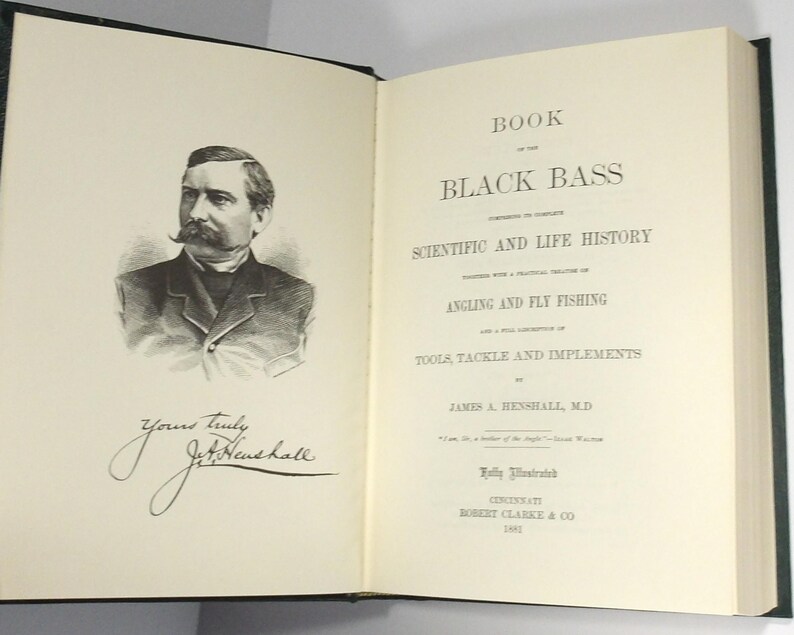 Yours truly
J. A. Henshall
BOOK
OF THE
BLACK BASS
COMPRISING ITS COMPLETE
SCIENTIFIC AND LIFE HISTORY
TOGETHER WITH A PRACTICAL TREATISE ON
ANGLING AND FLY FISHING
AND A FULL DESCRIPTION OF
TOOLS, TACKLE AND IMPLEMENTS
BY
JAMES A. HENSHALL, M.D
"I am, Sir, a brother of the Angle."—IZAAK WALTON
Fully Illustrated
CINCINNATI
ROBERT CLARKE & CO
1881